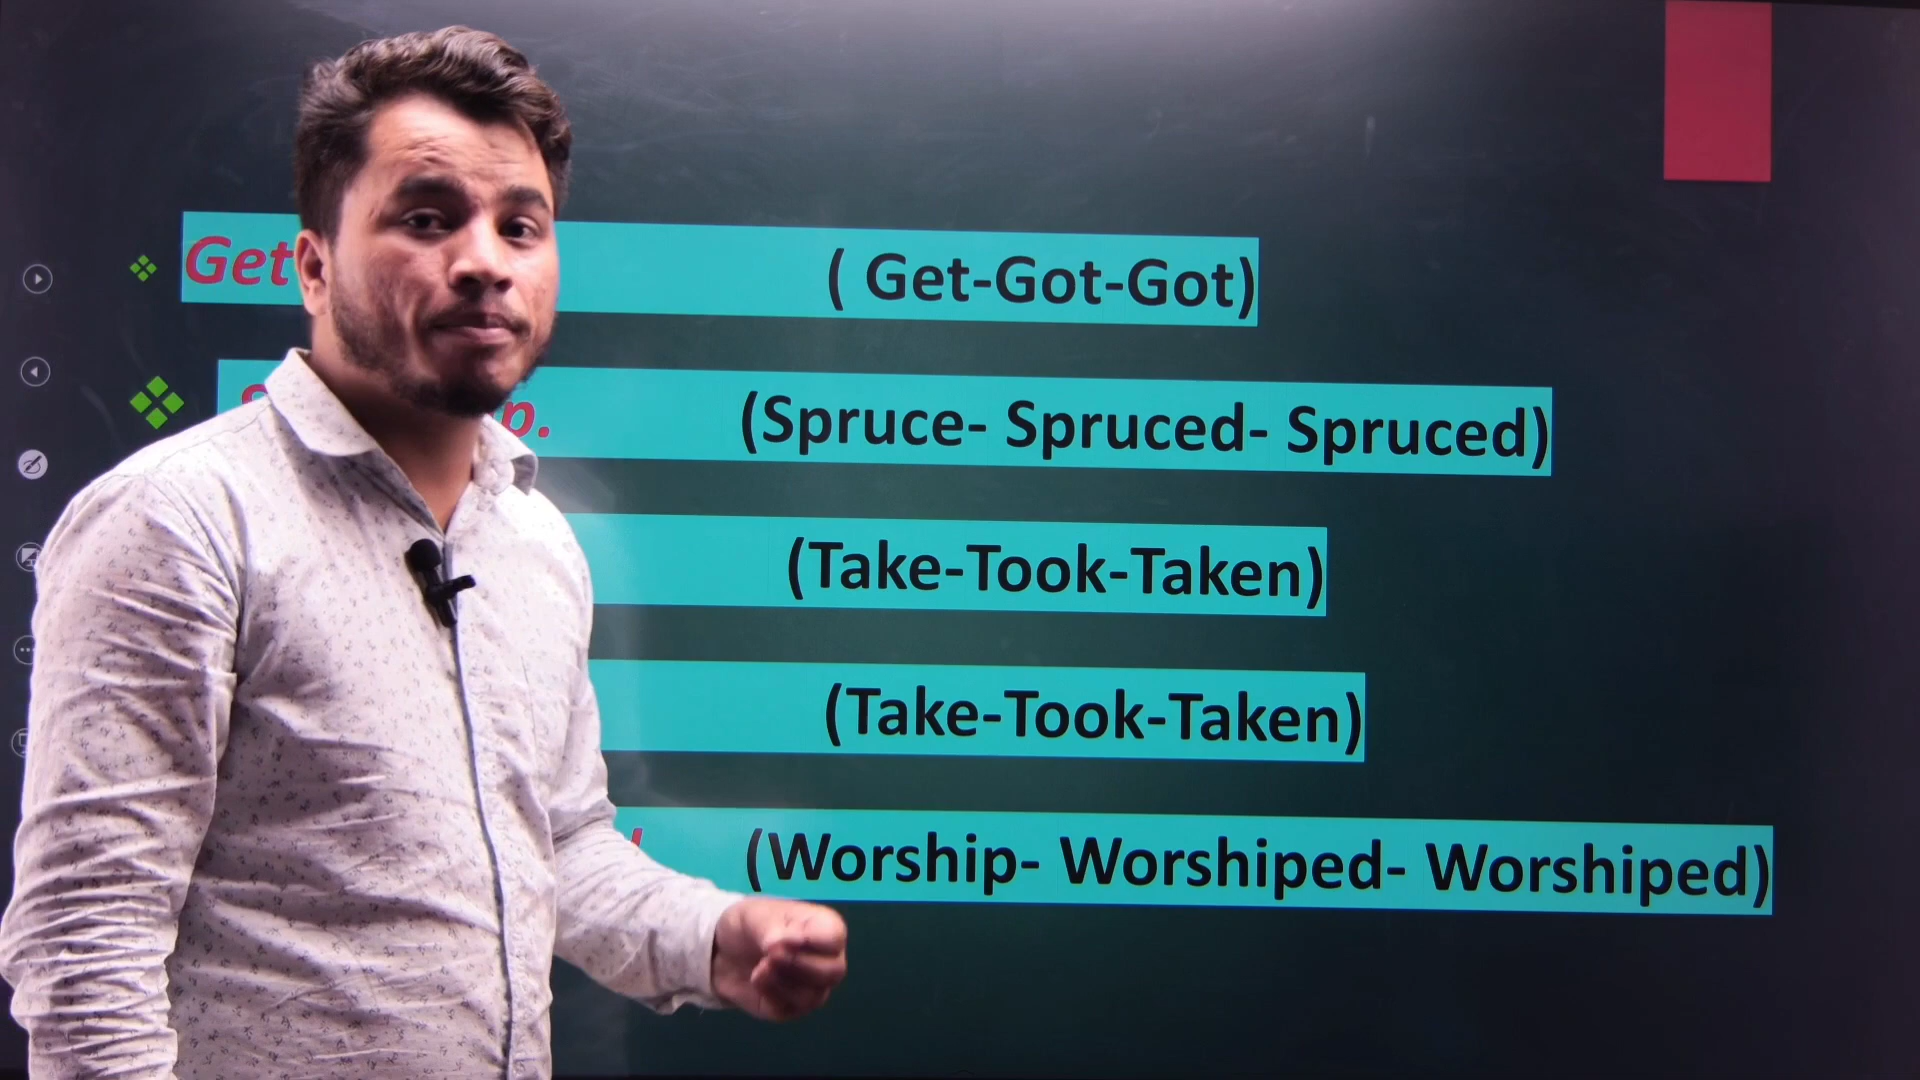 Get ( Get-Got-Got)
(Spruce- Spruced- Spruced)
(Take-Took-Taken)
(Take-Took-Taken)
(Worship- Worshiped- Worshiped)